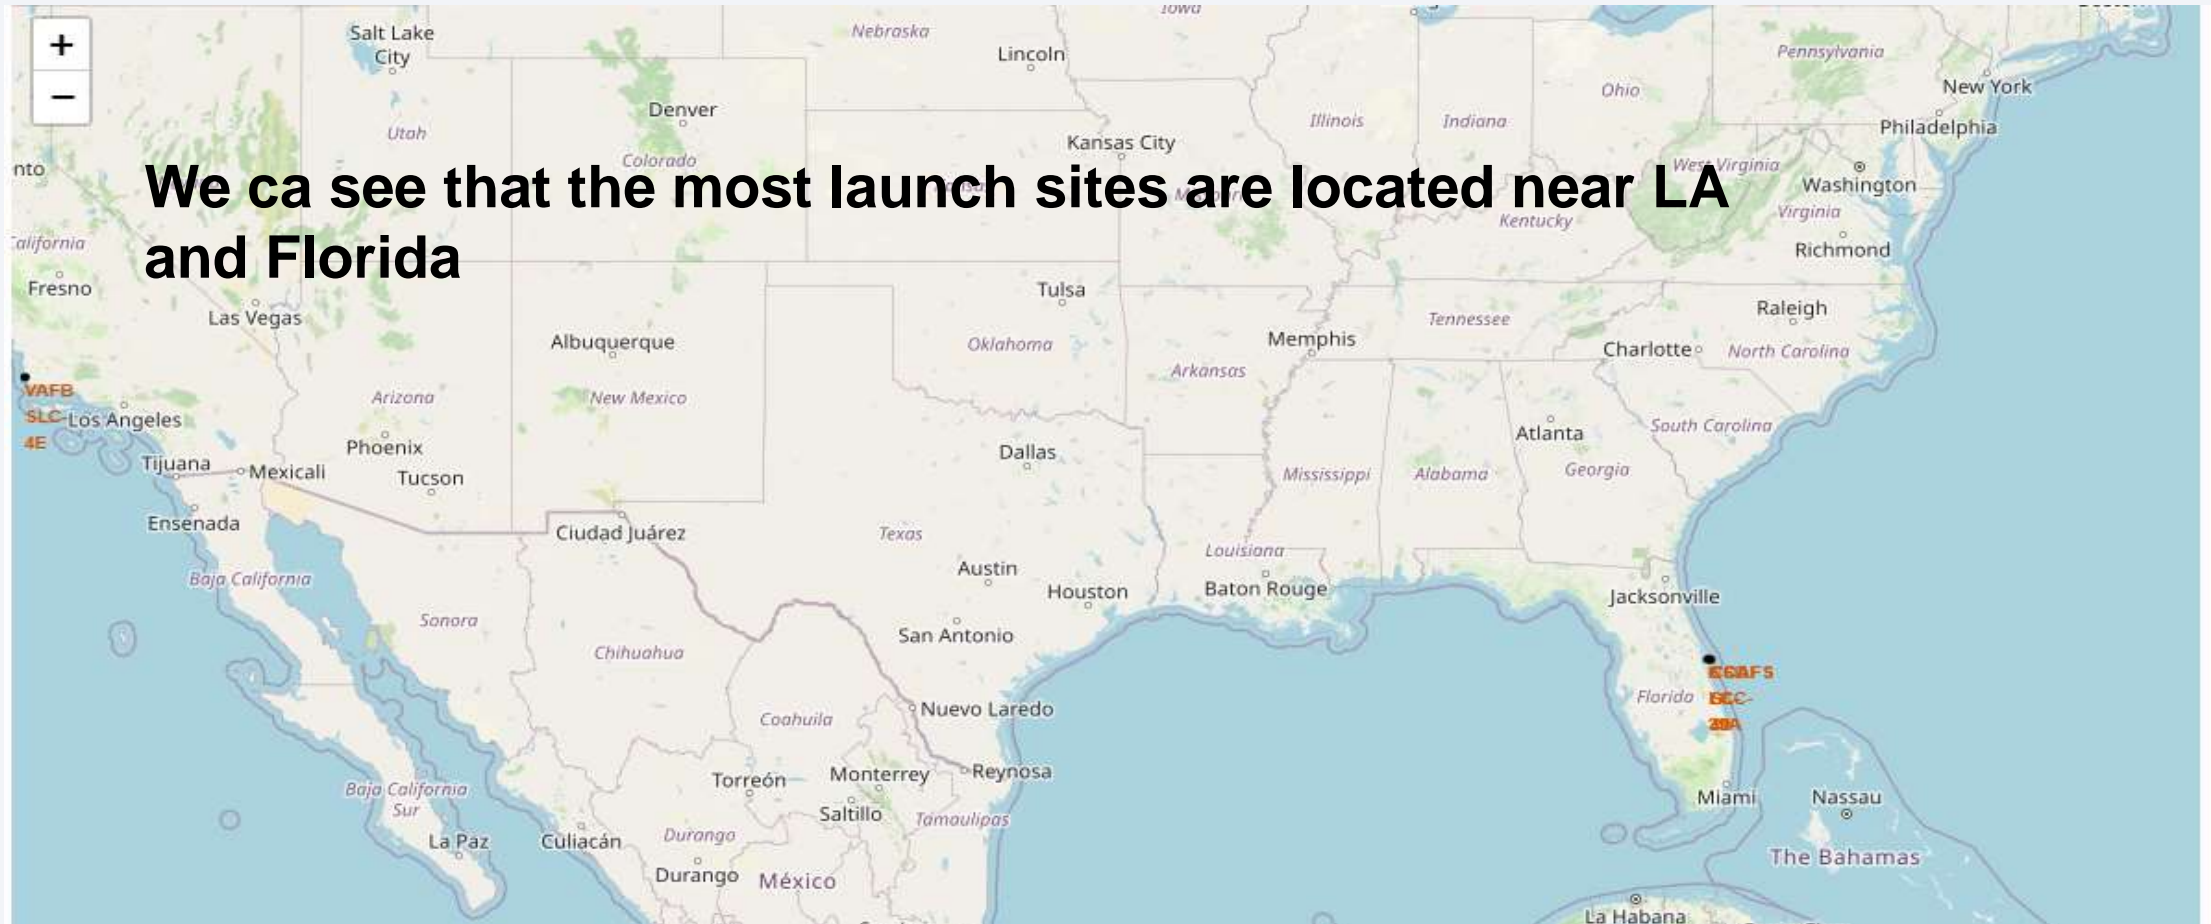 Iowa
Salt Lake
City
Nebraska
Lincoln
Pennsylvania
+
−
Denver
Utah
Colorado
Kansas City
Illinois
Indiana
Ohio
New York
Philadelphia
nto
West Virginia
Washington
We ca see that the most launch sites are located near LA
and Florida
Kentucky
Virginia
Richmond
California
Fresno
Las Vegas
Tulsa
Raleigh
Albuquerque
Oklahoma
Memphis
Tennessee
Charlotte
North Carolina
Arkansas
VAFB
SLC-
4E
Los Angeles
Arizona
New Mexico
Phoenix
Atlanta
South Carolina
Dallas
Tijuana
Mexicali
Tucson
Mississippi
Alabama
Georgia
Ensenada
Ciudad Juárez
Texas
Louisiana
Baja California
Austin
Houston
Baton Rouge
Jacksonville
Sonora
San Antonio
Chihuahua
Florida
Coahuila
Nuevo Laredo
Torreón
Monterrey
Reynosa
Baja California
Sur
Saltillo
Tamaulipas
Miami
Nassau
La Paz
Culiacán
Durango
Durango
México
The Bahamas
La Habana